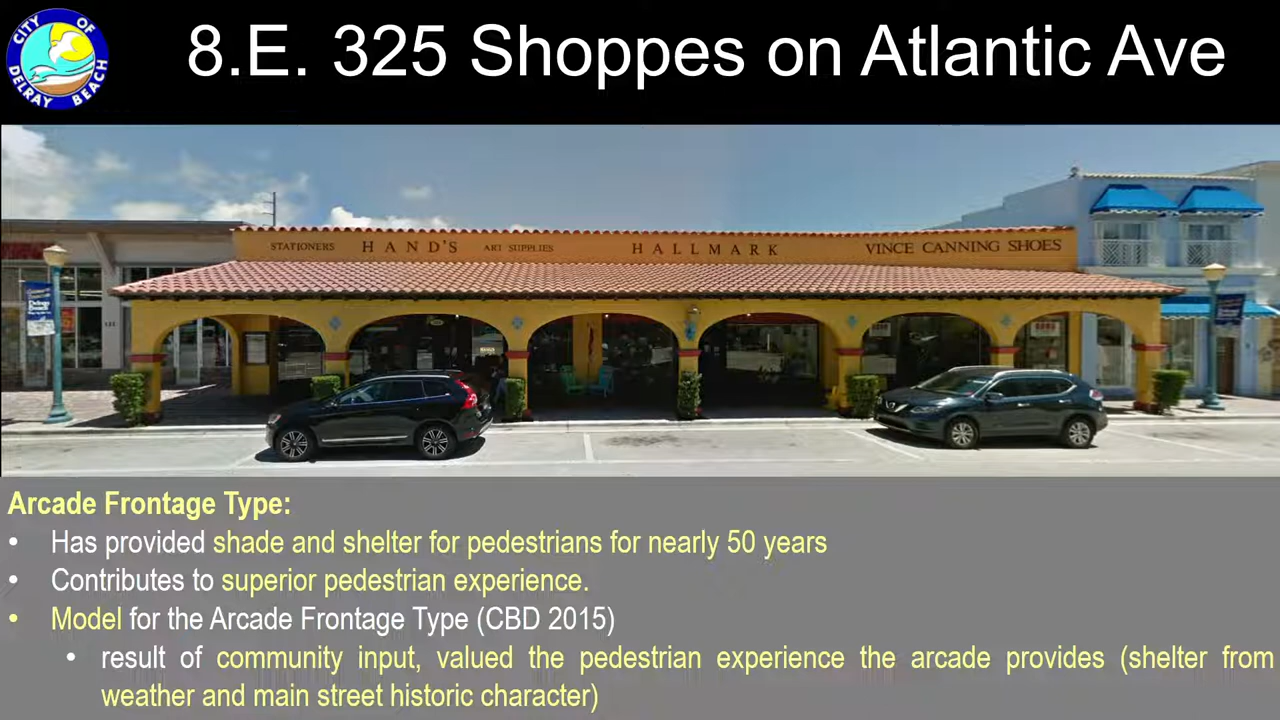 CITY OF
DELRAY BEACH
8.E. 325 Shoppes on Atlantic Ave
STATIONERS HAND'S ART SUPPLIES HALLMARK VINCE CANNING SHOES
Arcade Frontage Type:
• Has provided shade and shelter for pedestrians for nearly 50 years
• Contributes to superior pedestrian experience.
• Model for the Arcade Frontage Type (CBD 2015)
• result of community input, valued the pedestrian experience the arcade provides (shelter from
weather and main street historic character)